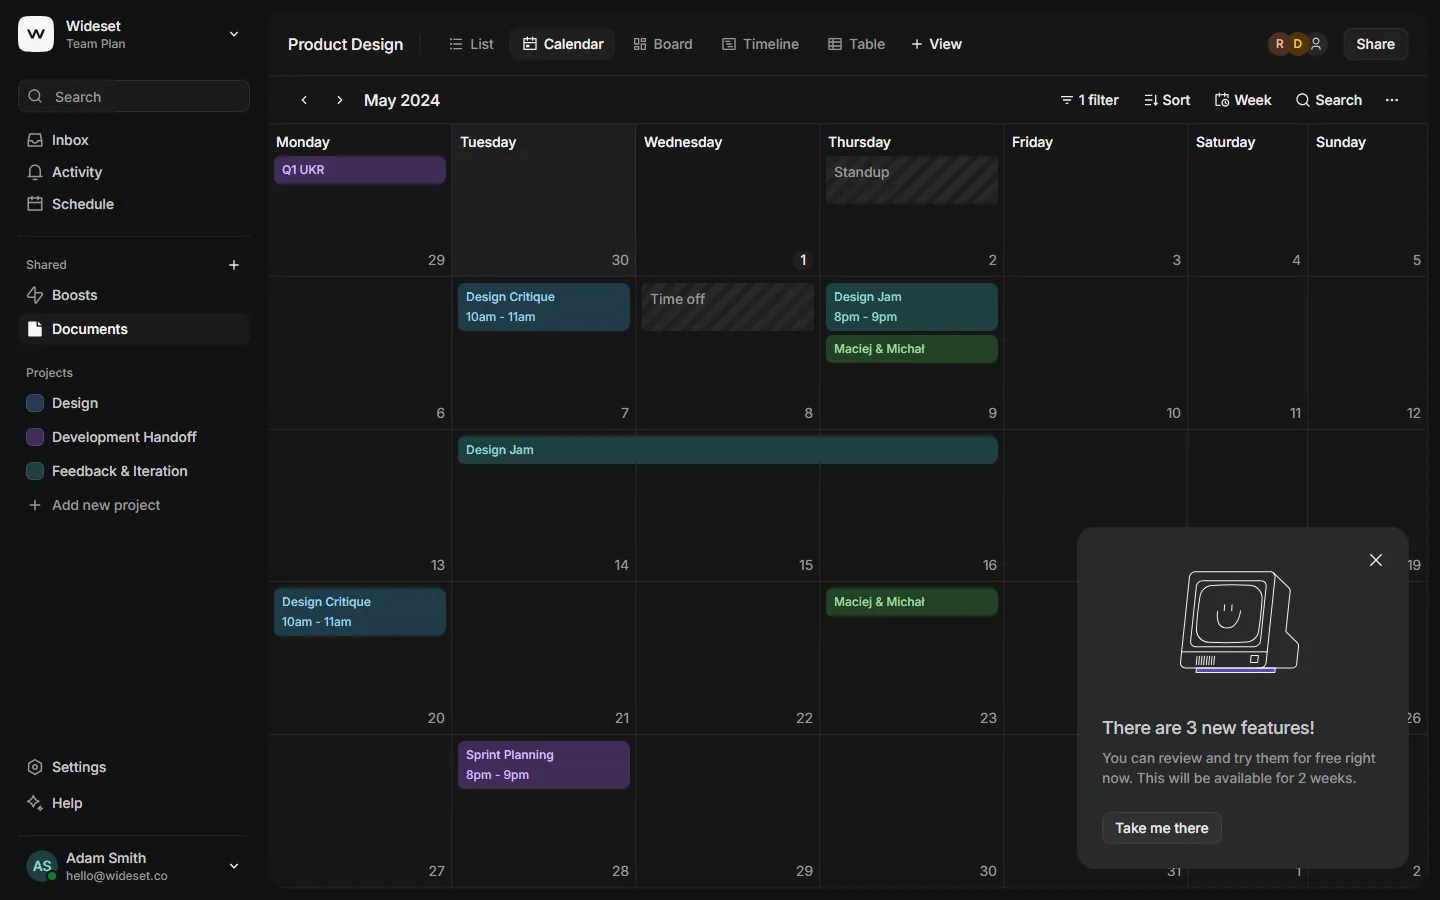 W
Wideset
Team Plan
Search
Inbox
Activity
Schedule
Shared
Boosts
Documents
Projects
Design
Development Handoff
Feedback & Iteration
Add new project
Settings
Help
AS
Adam Smith
hello@wideset.co
Product Design
List
Calendar
Board
Timeline
Table
+ View
R
D
Share
May 2024
1 filter
Sort
Week
Search
Monday
Tuesday
Wednesday
Thursday
Friday
Saturday
Sunday
Q1 UKR
Standup
29
30
1
2
3
4
5
Design Critique
10am - 11am
Time off
Design Jam
8pm - 9pm
Maciej & Michał
6
7
8
9
10
11
12
Design Jam
13
14
15
16
19
Design Critique
10am - 11am
Maciej & Michał
20
21
22
23
26
Sprint Planning
8pm - 9pm
27
28
29
30
31
1
2
There are 3 new features!
You can review and try them for free right
now. This will be available for 2 weeks.
Take me there